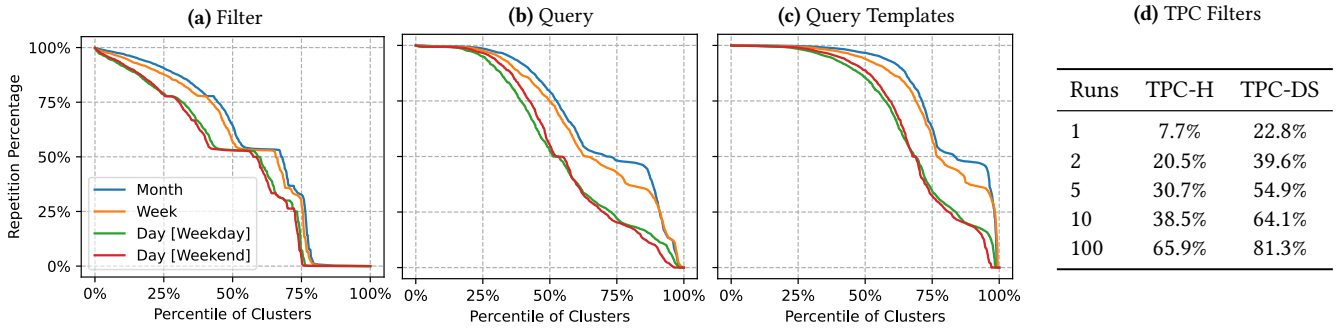 (a) Filter
(b) Query
(c) Query Templates
(d) TPC Filters
Repetition Percentage
100%
75%
50%
25%
0%
Month
Week
Day [Weekday]
Day [Weekend]
0% 25% 50% 75% 100%
Percentile of Clusters
0% 25% 50% 75% 100%
Percentile of Clusters
0% 25% 50% 75% 100%
Percentile of Clusters
Runs TPC-H TPC-DS
1 7.7% 22.8%
2 20.5% 39.6%
5 30.7% 54.9%
10 38.5% 64.1%
100 65.9% 81.3%